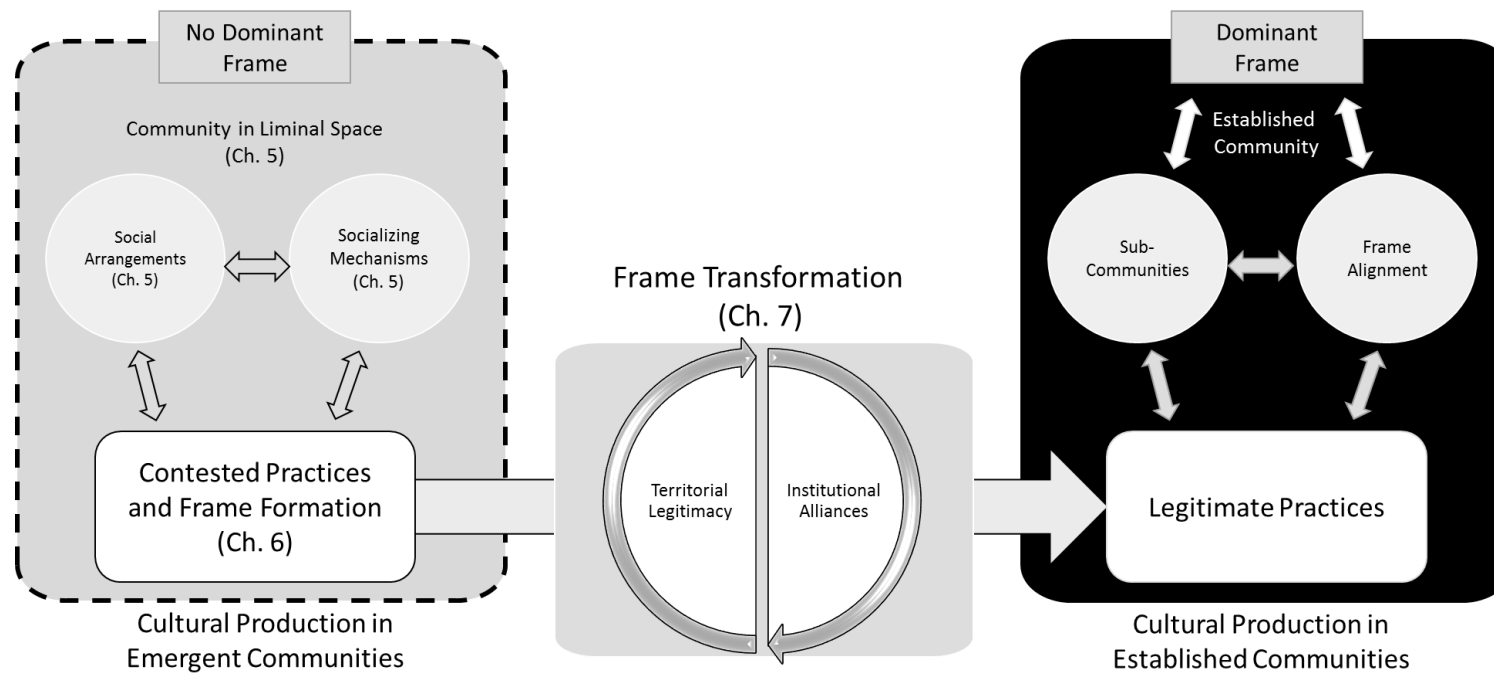 No Dominant
Frame
Community in Liminal Space
(Ch. 5)
Social
Arrangements
(Ch. 5)
Socializing
Mechanisms
(Ch. 5)
Contested Practices
and Frame Formation
(Ch. 6)
Cultural Production in
Emergent Communities
Frame Transformation
(Ch. 7)
Territorial
Legitimacy
Institutional
Alliances
Dominant
Frame
Established
Community
Sub-
Communities
Frame
Alignment
Legitimate Practices
Cultural Production in
Established Communities